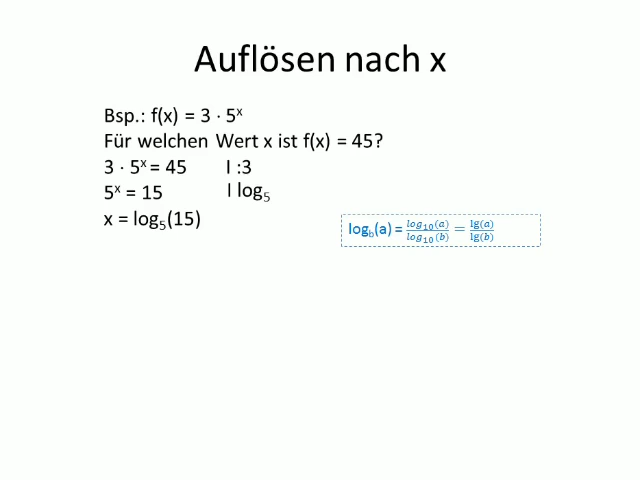 Auflösen nach x
Bsp.: f(x) = 3 · 5ˣ
Für welchen Wert x ist f(x) = 45?
3 · 5ˣ = 45 I :3
5ˣ = 15 I log₅
x = log₅(15)
log_b(a) = log₁₀(a)/log₁₀(b) = lg(a)/lg(b)